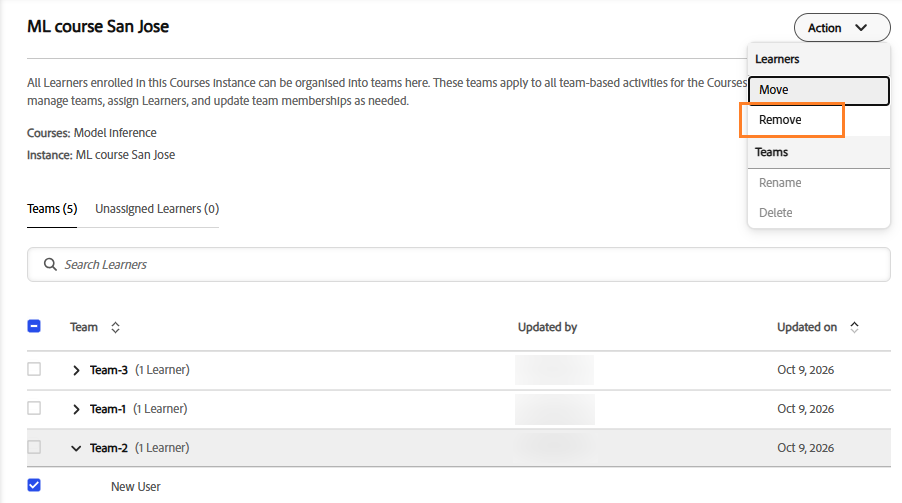 ML course San Jose
Action
Learners
Move
Remove
Teams
Rename
Delete
All Learners enrolled in this Courses instance can be organised into teams here. These teams apply to all team-based activities for the Courses
manage teams, assign Learners, and update team memberships as needed.
Courses: Model Inference
Instance: ML course San Jose
Teams (5) Unassigned Learners (0)
Search Learners
Team Updated by Updated on
Team-3 (1 Learner) Oct 9, 2026
Team-1 (1 Learner) Oct 9, 2026
Team-2 (1 Learner) Oct 9, 2026
New User